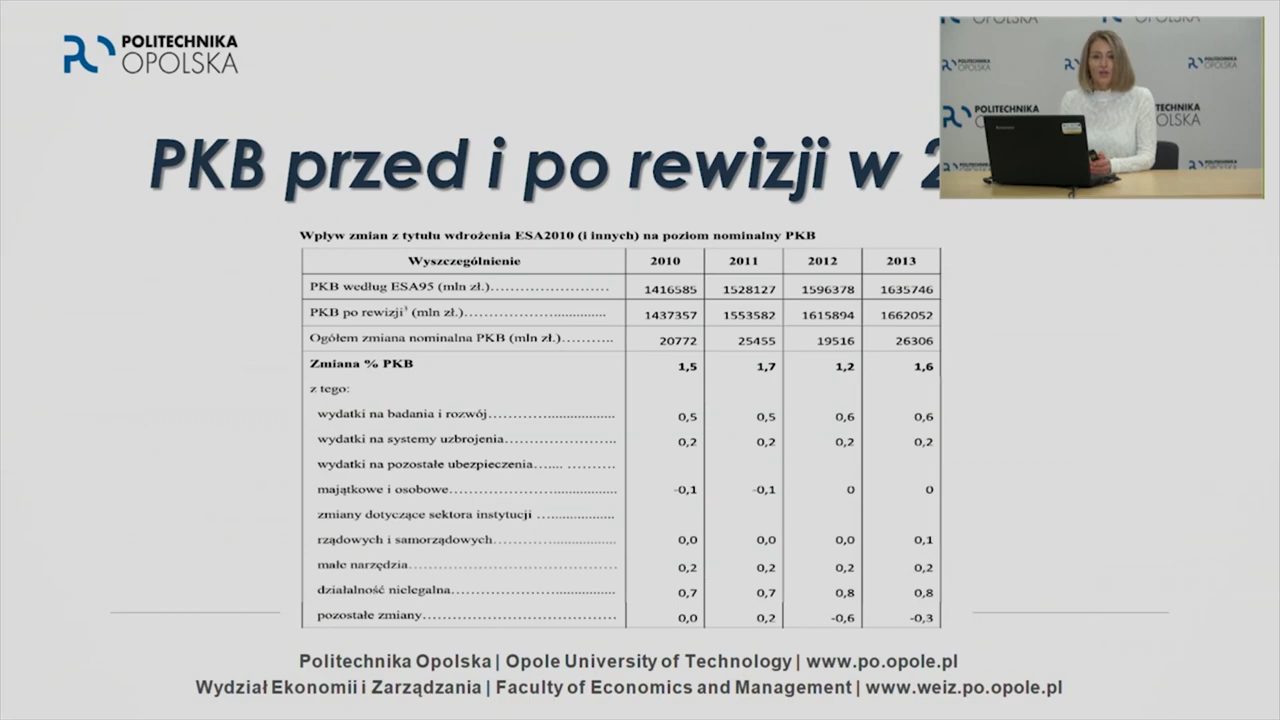 POLITECHNIKA
OPOLSKA
OPOLSKA
POLITECHNIKA
OPOLSKA
PKB przed i po rewizji w 2
Wpływ zmian z tytułu wdrożenia ESA2010 (i innych) na poziom nominalny PKB
Wyszczególnienie 2010 2011 2012 2013
PKB według ESA95 (mln zł.)…………………… 1416585 1528127 1596378 1635746
PKB po rewizji³ (mln zł.)……………….............. 1437357 1553582 1615894 1662052
Ogółem zmiana nominalna PKB (mln zł.)……….. 20772 25455 19516 26306
Zmiana % PKB 1,5 1,7 1,2 1,6
z tego:
wydatki na badania i rozwój………….................. 0,5 0,5 0,6 0,6
wydatki na systemy uzbrojenia………………….. 0,2 0,2 0,2 0,2
wydatki na pozostałe ubezpieczenia….... ……….
majątkowe i osobowe………………….................. -0,1 -0,1 0 0
zmiany dotyczące sektora instytucji ….................
rządowych i samorządowych………….................. 0,0 0,0 0,0 0,1
małe narzędzia…………………………………… 0,2 0,2 0,2 0,2
działalność nielegalna………………….................. 0,7 0,7 0,8 0,8
pozostałe zmiany………………………………… 0,0 0,2 -0,6 -0,3
Politechnika Opolska | Opole University of Technology | www.po.opole.pl
Wydział Ekonomii i Zarządzania | Faculty of Economics and Management | www.weiz.po.opole.pl